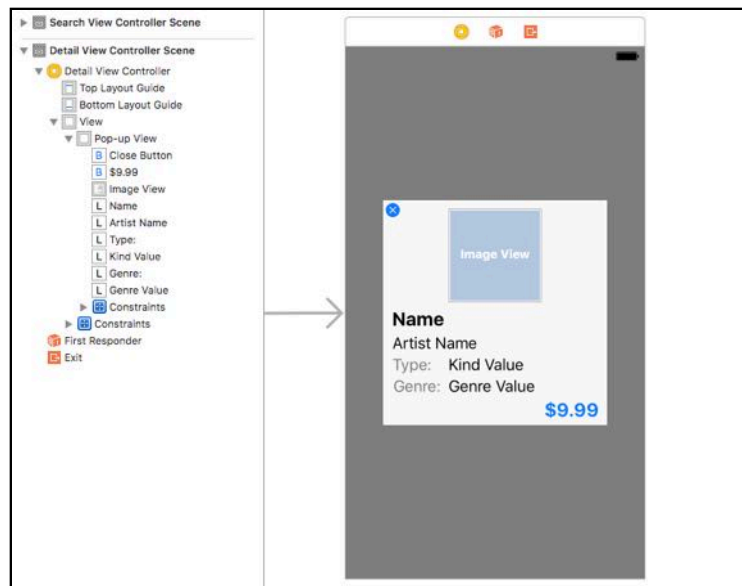 Search View Controller Scene
Detail View Controller Scene
Detail View Controller
Top Layout Guide
Bottom Layout Guide
View
Pop-up View
B Close Button
B $9.99
Image View
L Name
L Artist Name
L Type:
L Kind Value
L Genre:
L Genre Value
Constraints
Constraints
First Responder
Exit
Image View
Name
Artist Name
Type: Kind Value
Genre: Genre Value
$9.99